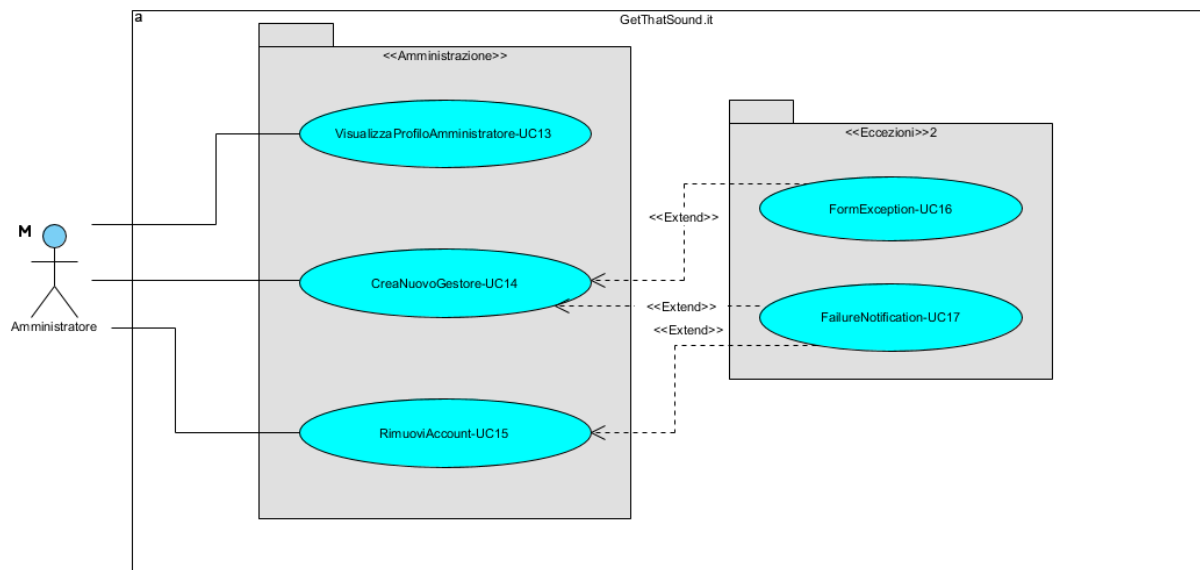 a
GetThatSound.it
<<Amministrazione>>
VisualizzaProfiloAmministratore-UC13
<<Eccezioni>>2
FormException-UC16
<<Extend>>
M
CreaNuovoGestore-UC14
<<Extend>>
FailureNotification-UC17
Amministratore
<<Extend>>
RimuoviAccount-UC15